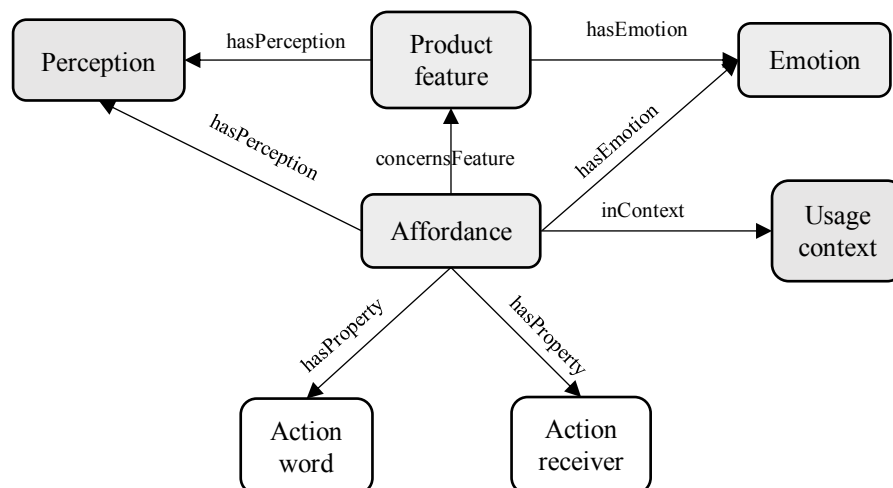 hasPerception
Product
feature
hasEmotion
Perception
Emotion
hasPerception
concernsFeature
hasEmotion
inContext
Affordance
Usage
context
hasProperty
hasProperty
Action
word
Action
receiver